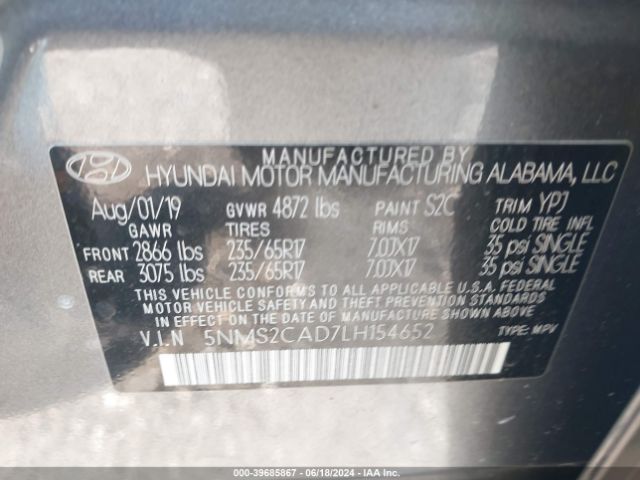 MANUFACTURED BY
HYUNDAI MOTOR MANUFACTURING ALABAMA, LLC
Aug/01/19 GVWR 4872 lbs PAINT S2C TRIM YPJ
GAWR TIRES RIMS COLD TIRE INFL
FRONT 2866 lbs 235/65R17 7.0JX17 35 psi SINGLE
REAR 3075 lbs 235/65R17 7.0JX17 35 psi SINGLE
THIS VEHICLE CONFORMS TO ALL APPLICABLE U.S.A. FEDERAL
MOTOR VEHICLE SAFETY AND THEFT PREVENTION STANDARDS
IN EFFECT ON THE DATE OF MANUFACTURE SHOWN ABOVE.
V.I.N 5NMS2CAD7LH154652 TYPE: MPV
000-39685867 - 06/18/2024 - IAA Inc.